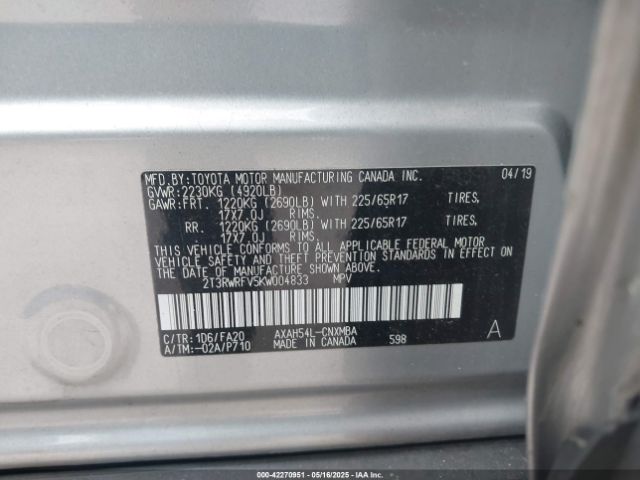 MFD.BY:TOYOTA MOTOR MANUFACTURING CANADA INC. 04/19
GVWR:2230KG (4920LB)
GAWR:FRT. 1220KG (2690LB) WITH 225/65R17 TIRES,
17X7.0J RIMS.
RR. 1220KG (2690LB) WITH 225/65R17 TIRES,
17X7.0J RIMS.
THIS VEHICLE CONFORMS TO ALL APPLICABLE FEDERAL MOTOR
VEHICLE SAFETY AND BUMPER STANDARDS IN EFFECT ON
THE DATE OF MANUFACTURE SHOWN ABOVE.
2T3RWRFV5KW004833 MPV
C/TR:1D6/FA20 AXAH54L-CNXMBA A
A/TM:-02A/P710 MADE IN CANADA 598
000-42270951 - 05/16/2025 - IAA Inc.